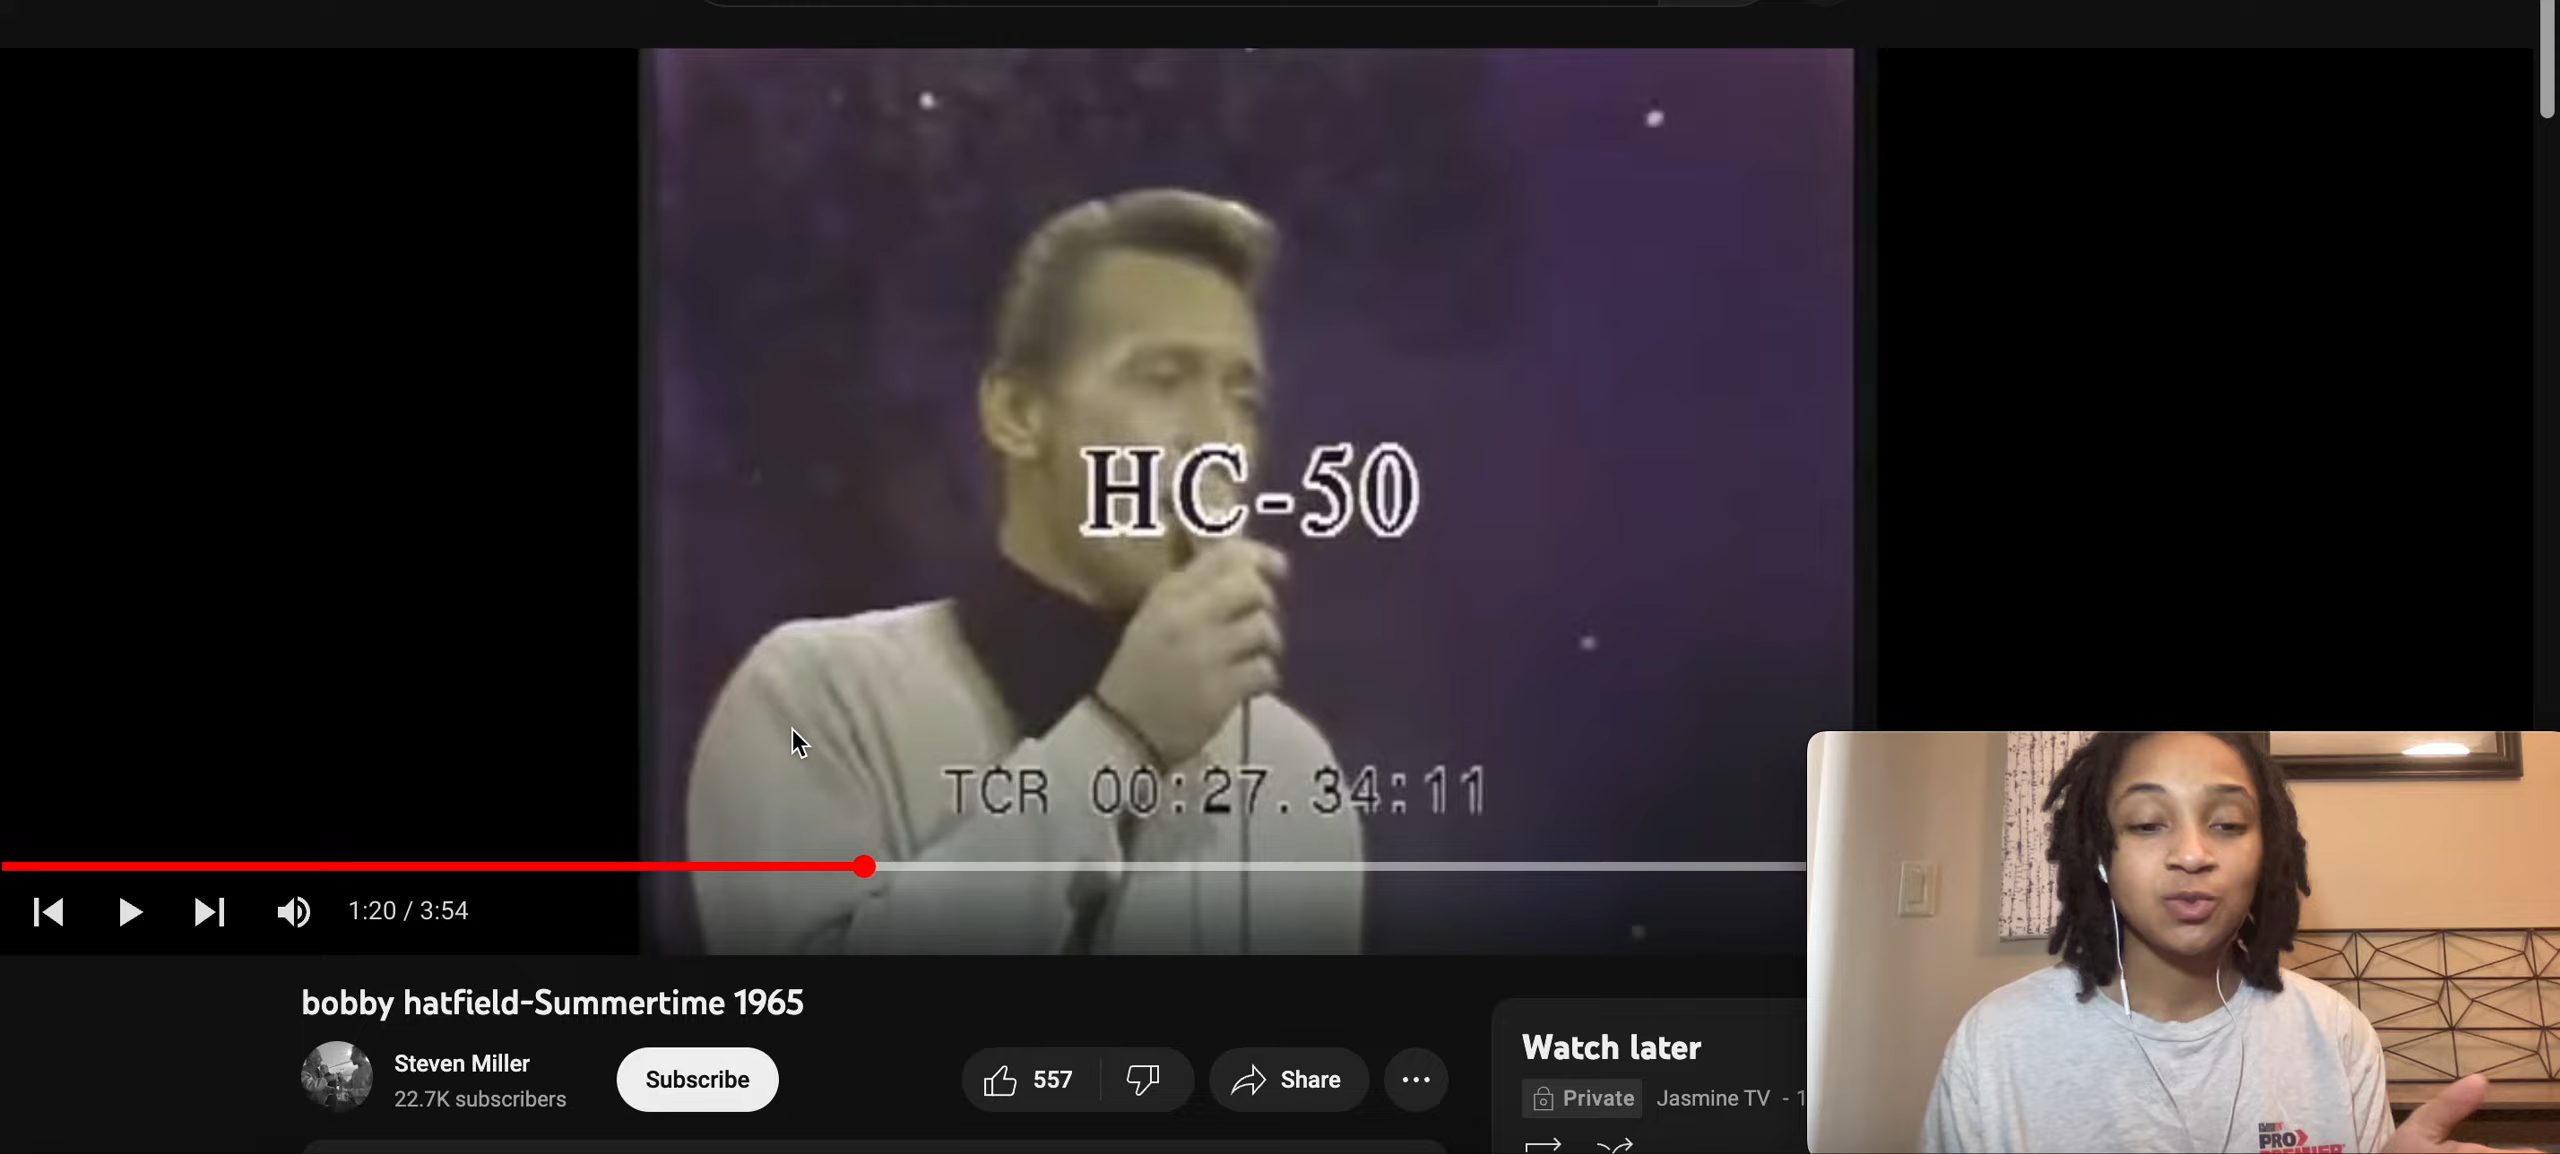 HC-50
TCR 00:27.34:11
1:20 / 3:54
bobby hatfield-Summertime 1965
Steven Miller
22.7K subscribers
Subscribe
557
Share
Watch later
Private
Jasmine TV - 1
PRO